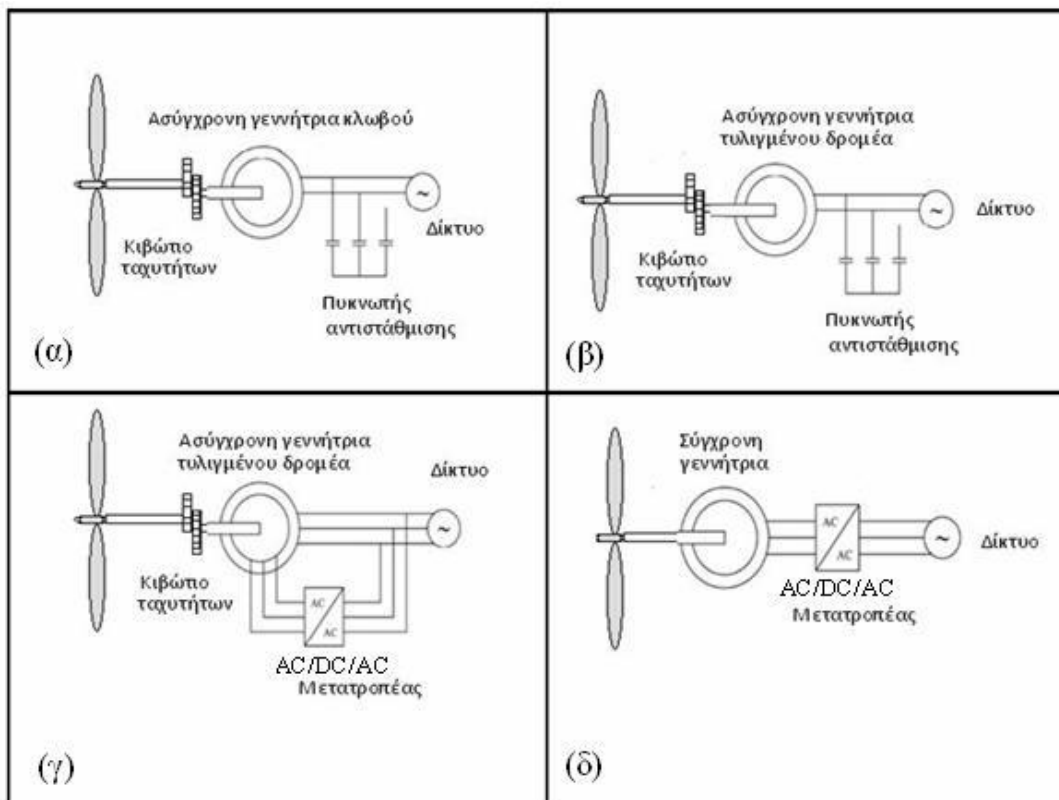 Ασύγχρονη γεννήτρια κλωβού
Κιβώτιο
ταχυτήτων
~
Δίκτυο
Πυκνωτής
αντιστάθμισης
(α)
Ασύγχρονη γεννήτρια
τυλιγμένου δρομέα
Κιβώτιο
ταχυτήτων
~
Δίκτυο
Πυκνωτής
αντιστάθμισης
(β)
Ασύγχρονη γεννήτρια
τυλιγμένου δρομέα
Δίκτυο
~
Κιβώτιο
ταχυτήτων
AC
AC
AC/DC/AC
Μετατροπέας
(γ)
Σύγχρονη
γεννήτρια
AC
AC
~
Δίκτυο
AC/DC/AC
Μετατροπέας
(δ)